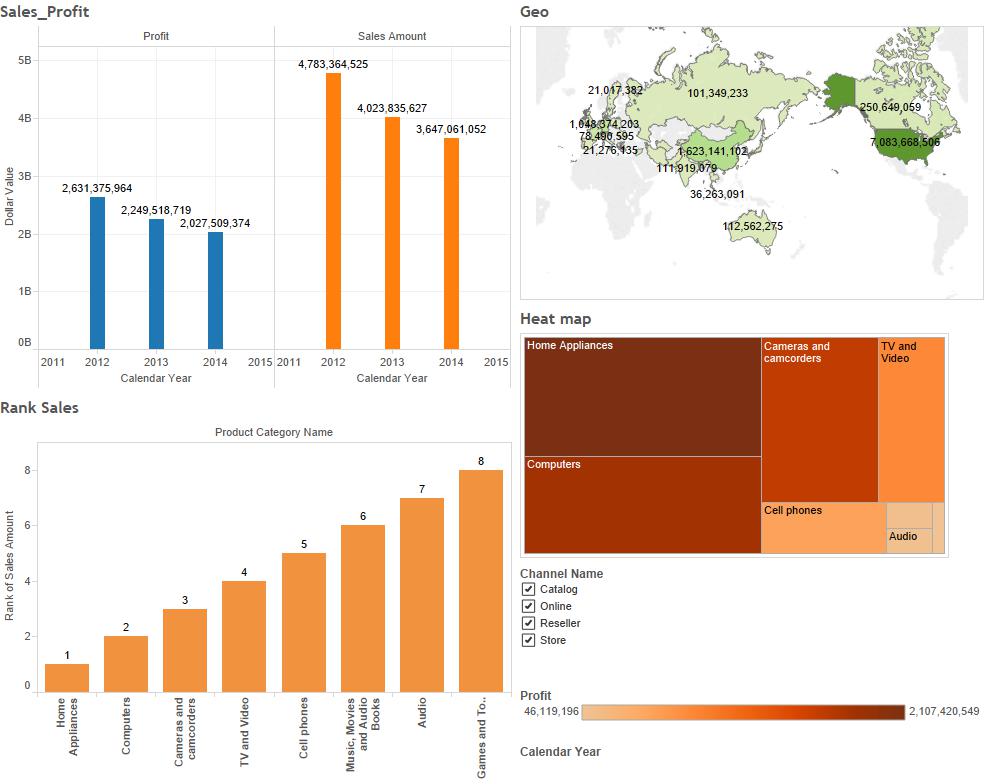 Sales_Profit
Profit
Sales Amount
5B
4B
3B
2B
1B
0B
Dollar Value
2,631,375,964
2,249,518,719
2,027,509,374
4,783,364,525
4,023,835,627
3,647,061,052
2011
2012
2013
2014
2015
2011
2012
2013
2014
2015
Calendar Year
Calendar Year
Geo
21,017,382
101,349,233
250,649,059
1,048,374,203
78,490,595
7,083,668,506
21,276,135
1,623,141,102
111,919,079
36,263,091
112,562,275
Heat map
Home Appliances
Cameras and
camcorders
TV and
Video
Computers
Cell phones
Audio
Rank Sales
Product Category Name
8
6
4
2
0
Rank of Sales Amount
1
2
3
4
5
6
7
8
Home
Appliances
Computers
Cameras and
camcorders
TV and Video
Cell phones
Music, Movies
and Audio
Books
Audio
Games and To..
Channel Name
Catalog
Online
Reseller
Store
Profit
46,119,196
2,107,420,549
Calendar Year